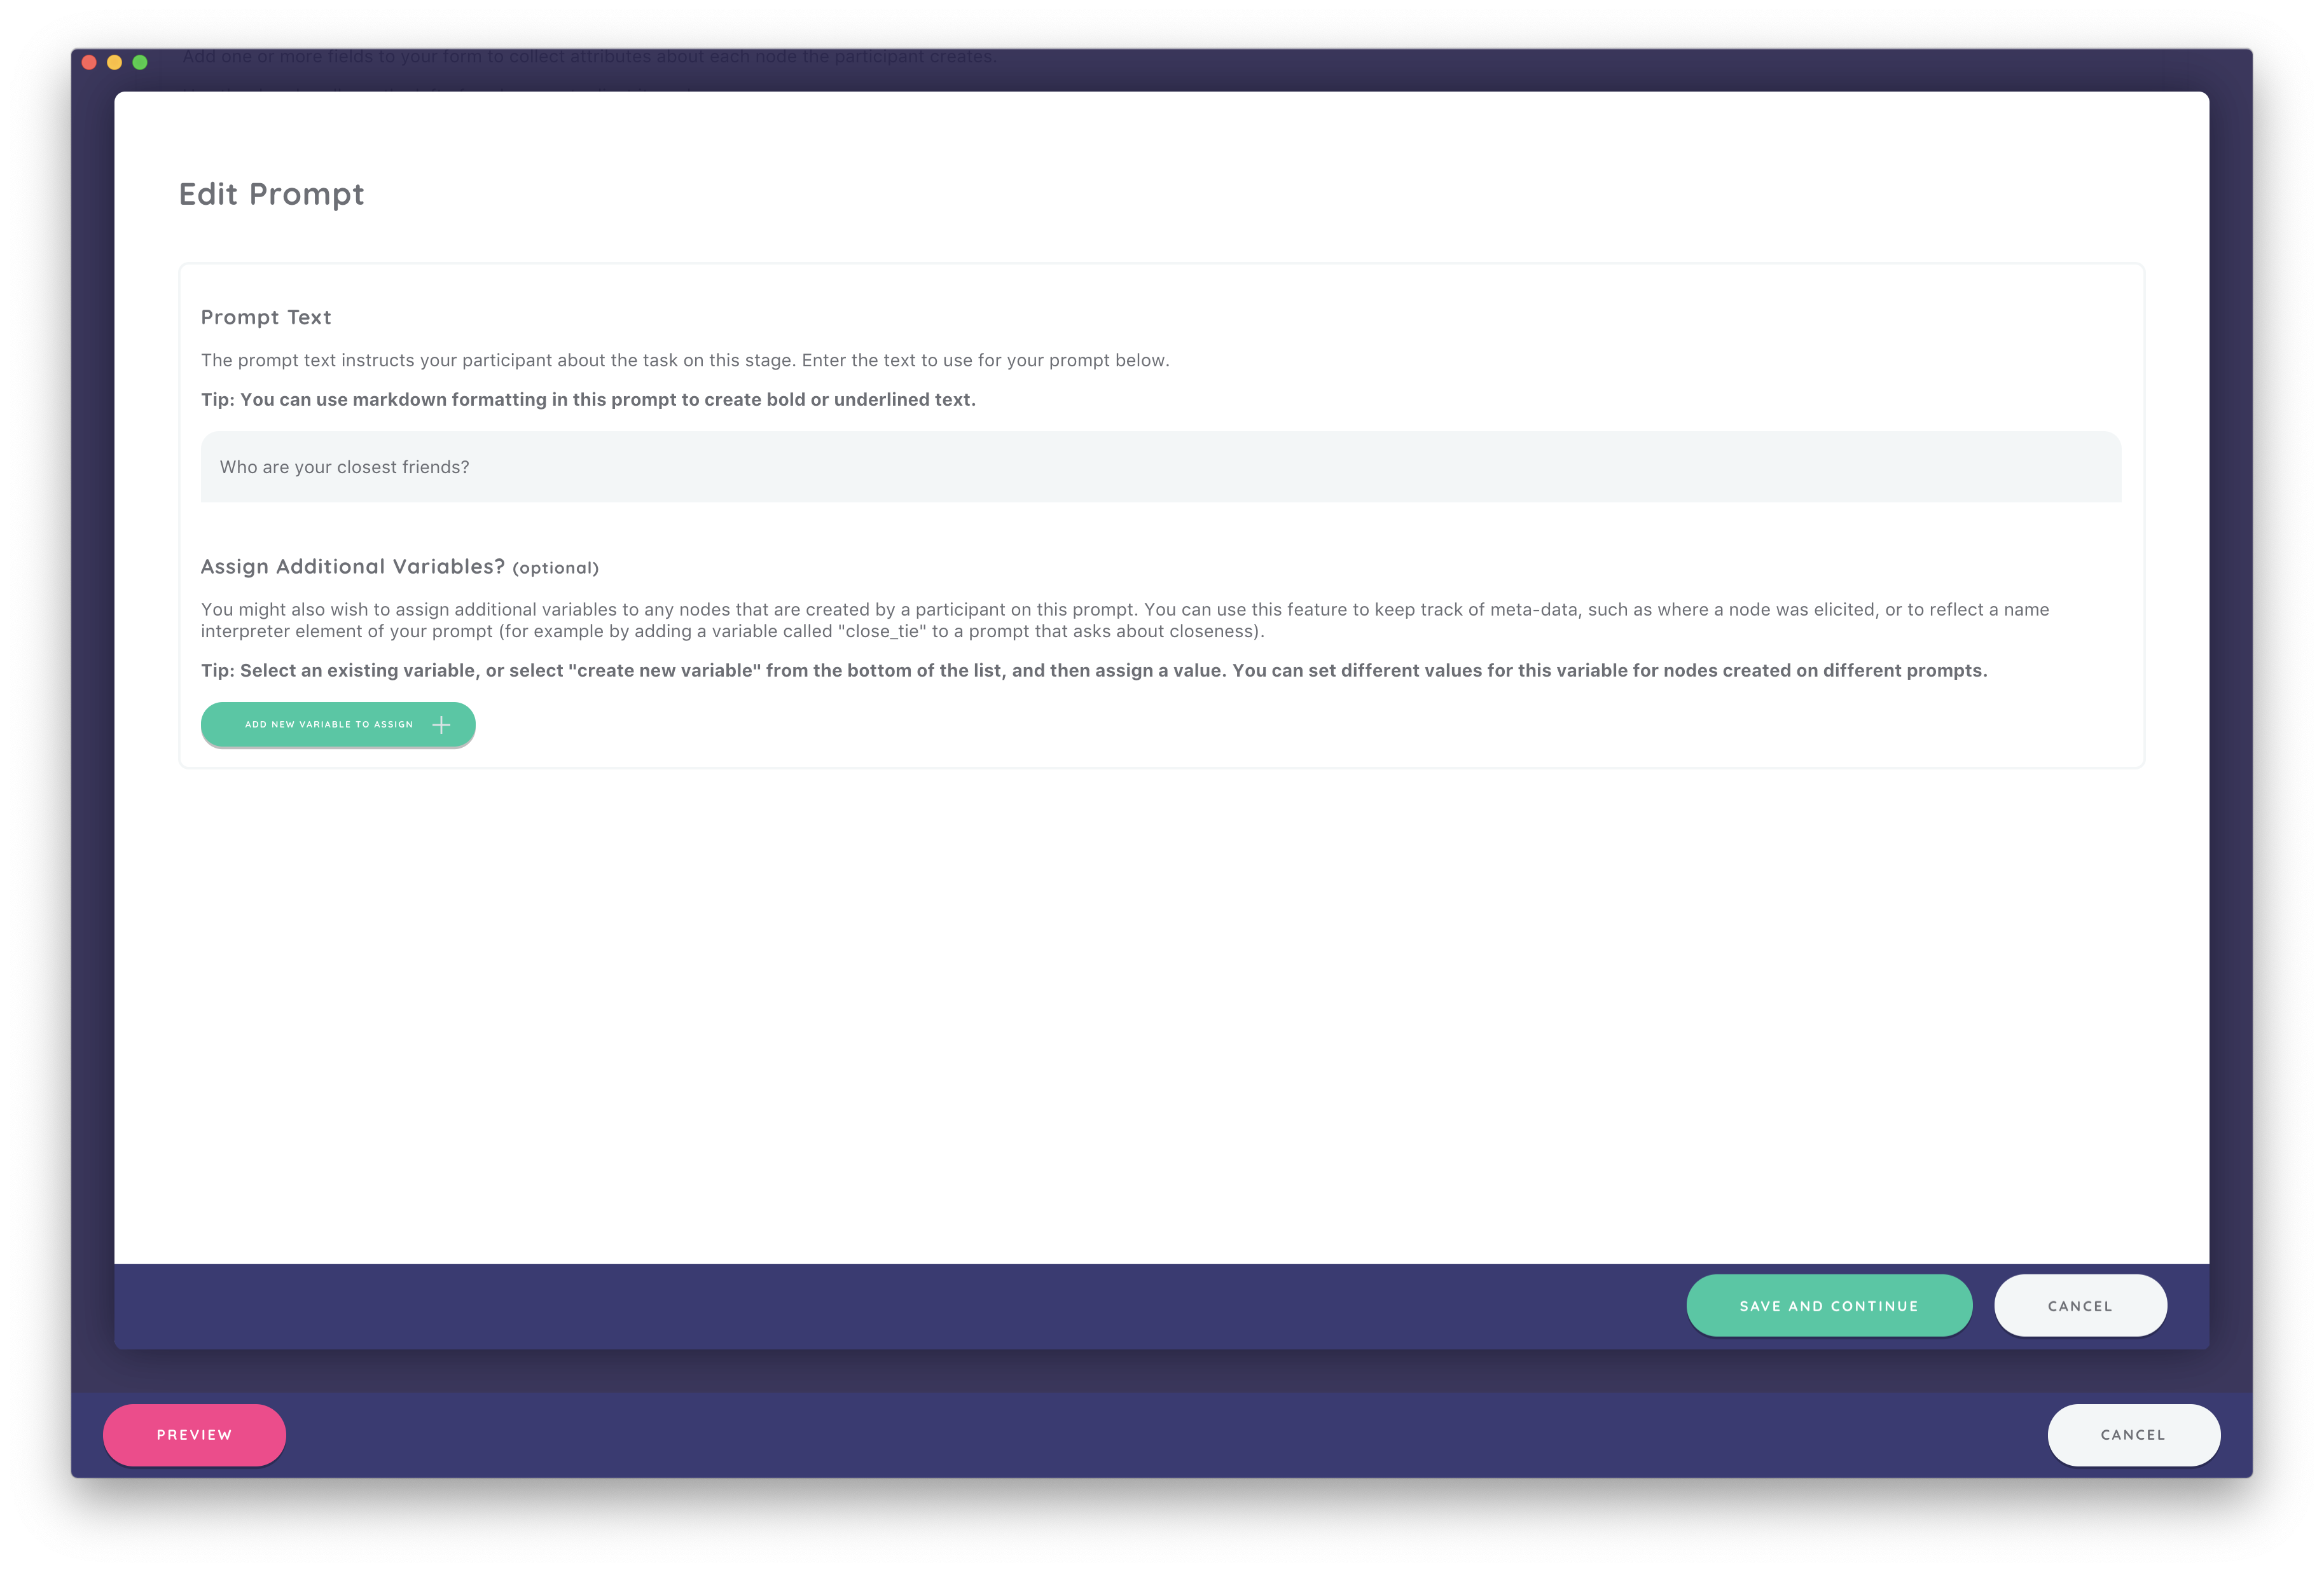 Add one or more fields to your form to collect attributes about each node the participant creates.
Edit Prompt
Prompt Text
The prompt text instructs your participant about the task on this stage. Enter the text to use for your prompt below.
Tip: You can use markdown formatting in this prompt to create bold or underlined text.
Who are your closest friends?
Assign Additional Variables? (optional)
You might also wish to assign additional variables to any nodes that are created by a participant on this prompt. You can use this feature to keep track of meta-data, such as where a node was elicited, or to reflect a name
interpreter element of your prompt (for example by adding a variable called "close_tie" to a prompt that asks about closeness).
Tip: Select an existing variable, or select "create new variable" from the bottom of the list, and then assign a value. You can set different values for this variable for nodes created on different prompts.
ADD NEW VARIABLE TO ASSIGN
SAVE AND CONTINUE
CANCEL
PREVIEW
CANCEL